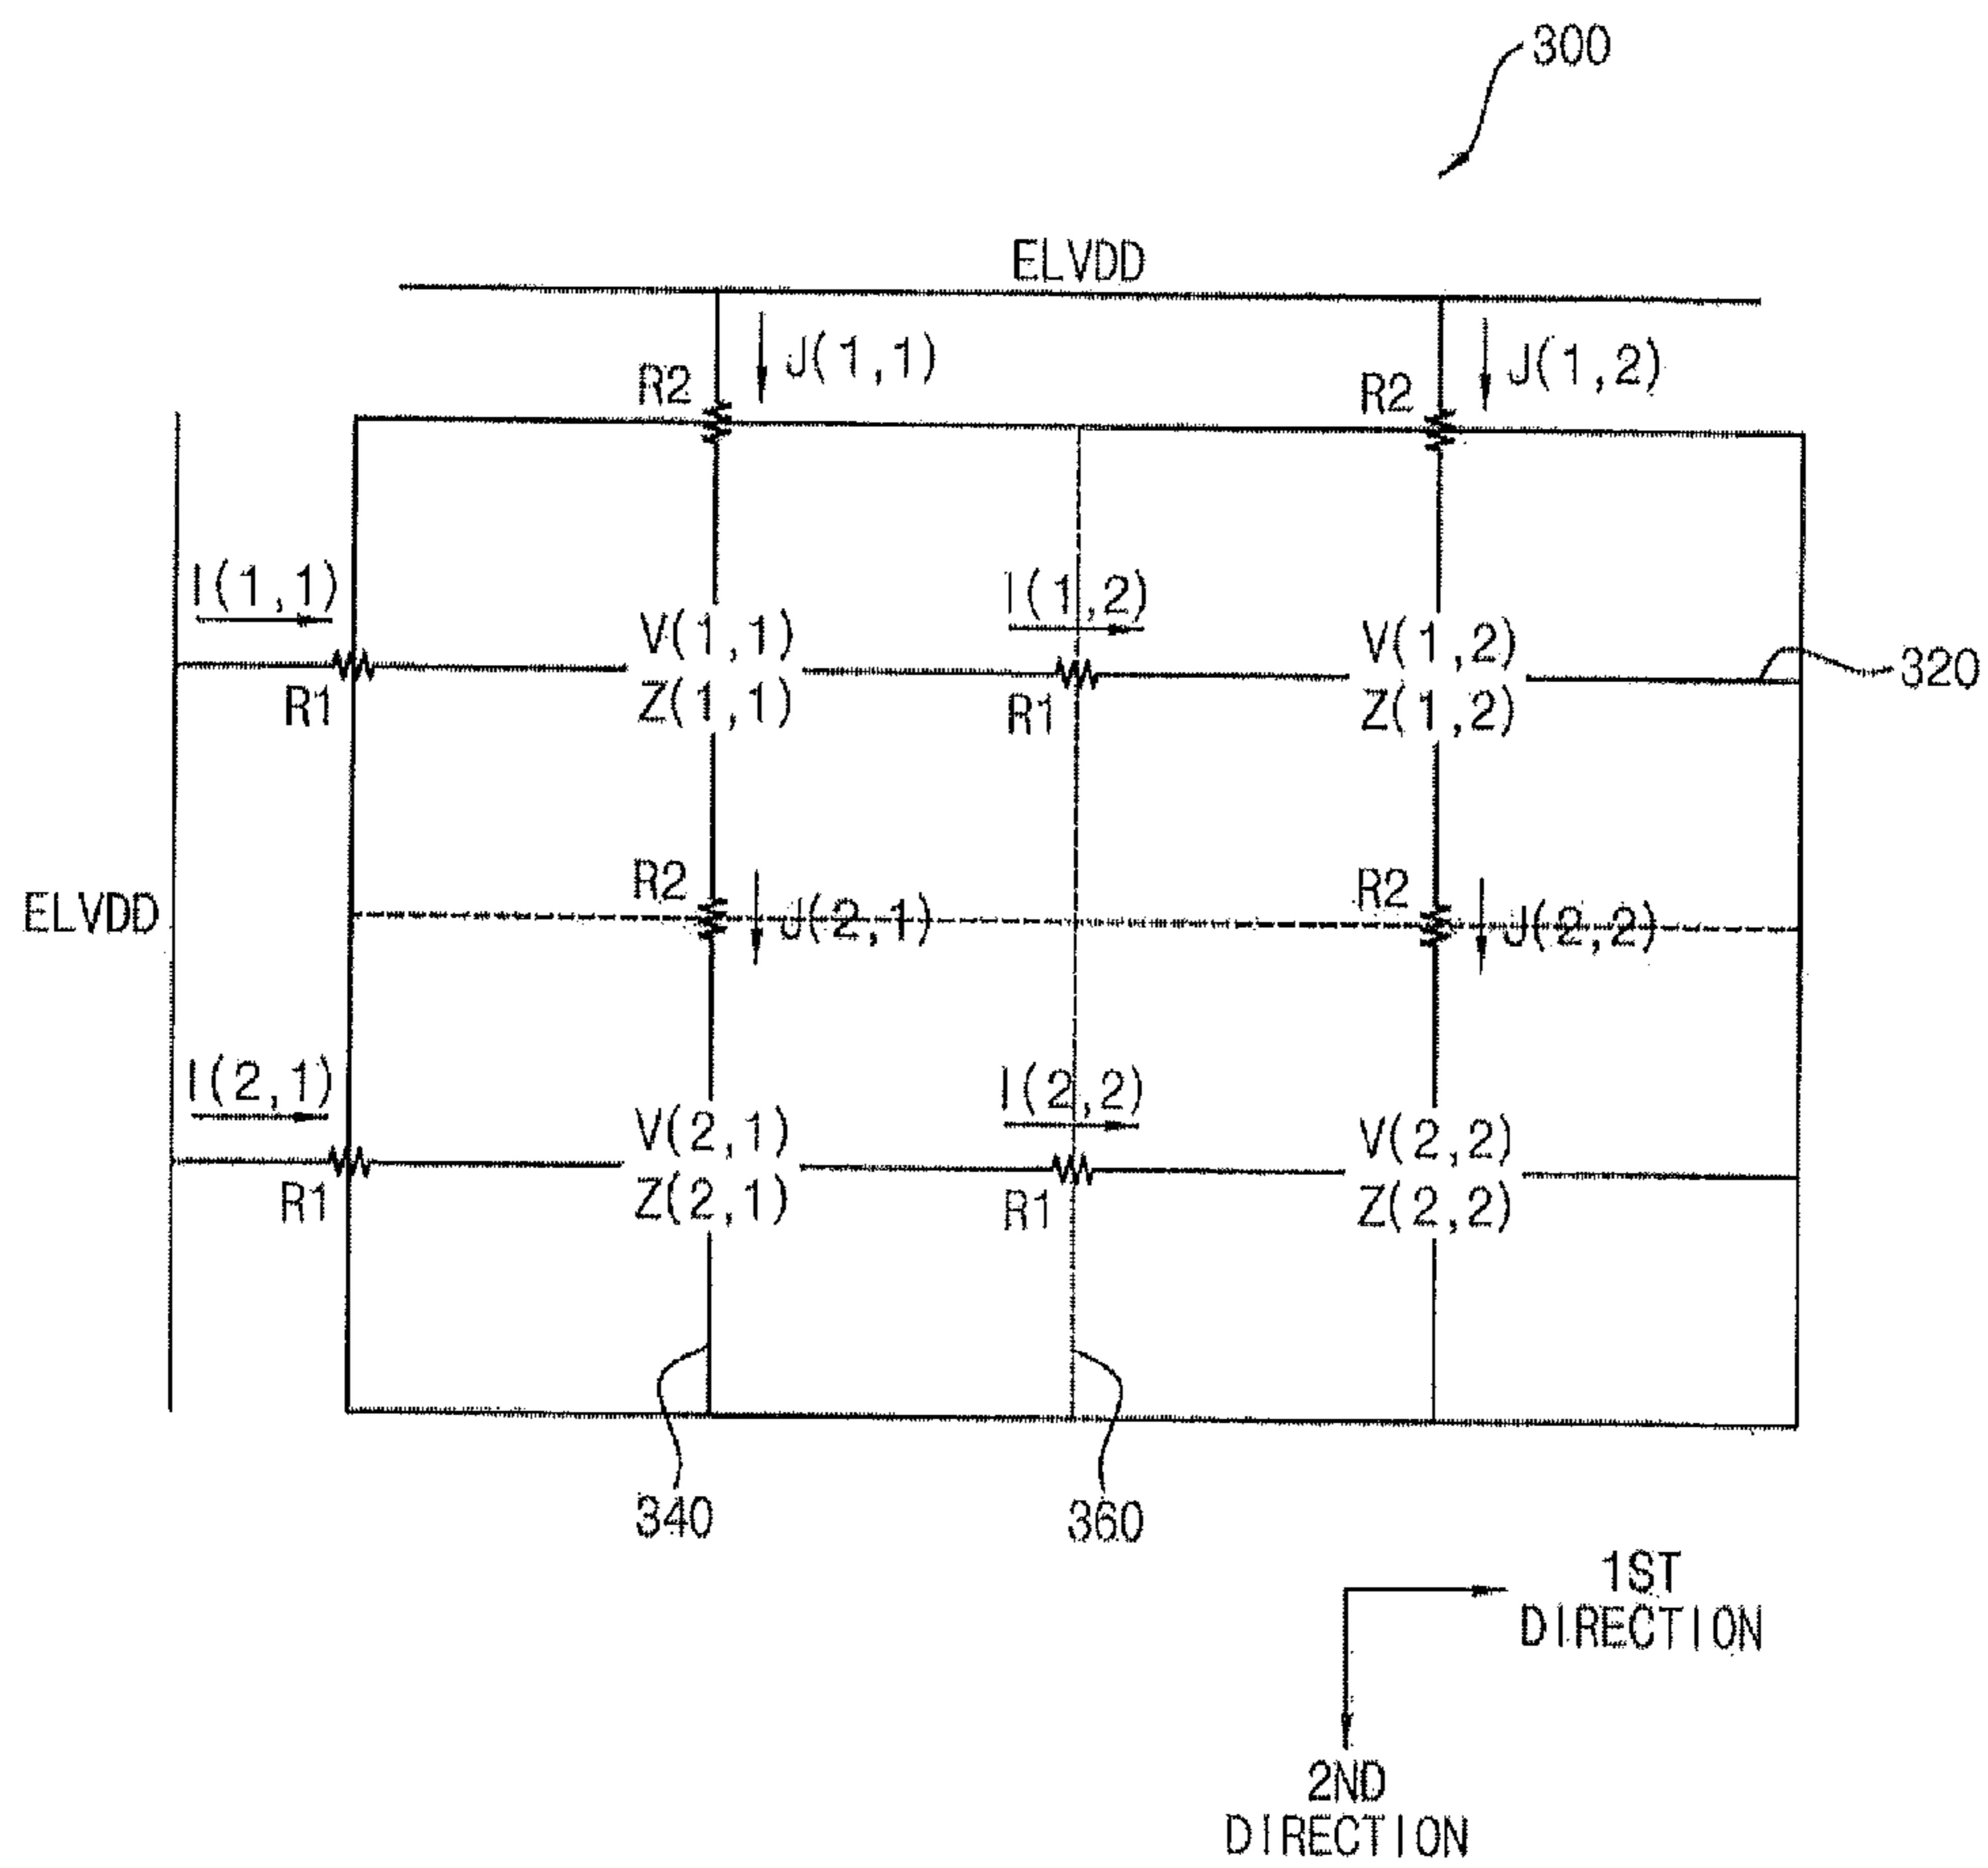 300
ELVDD
J(1,1)
J(1,2)
R2
R2
I(1,1)
I(1,2)
V(1,1)
Z(1,1)
V(1,2)
Z(1,2)
320
R1
R1
R2
R2
ELVDD
J(2,1)
J(2,2)
I(2,1)
I(2,2)
V(2,1)
Z(2,1)
V(2,2)
Z(2,2)
R1
R1
340
360
1ST
DIRECTION
2ND
DIRECTION